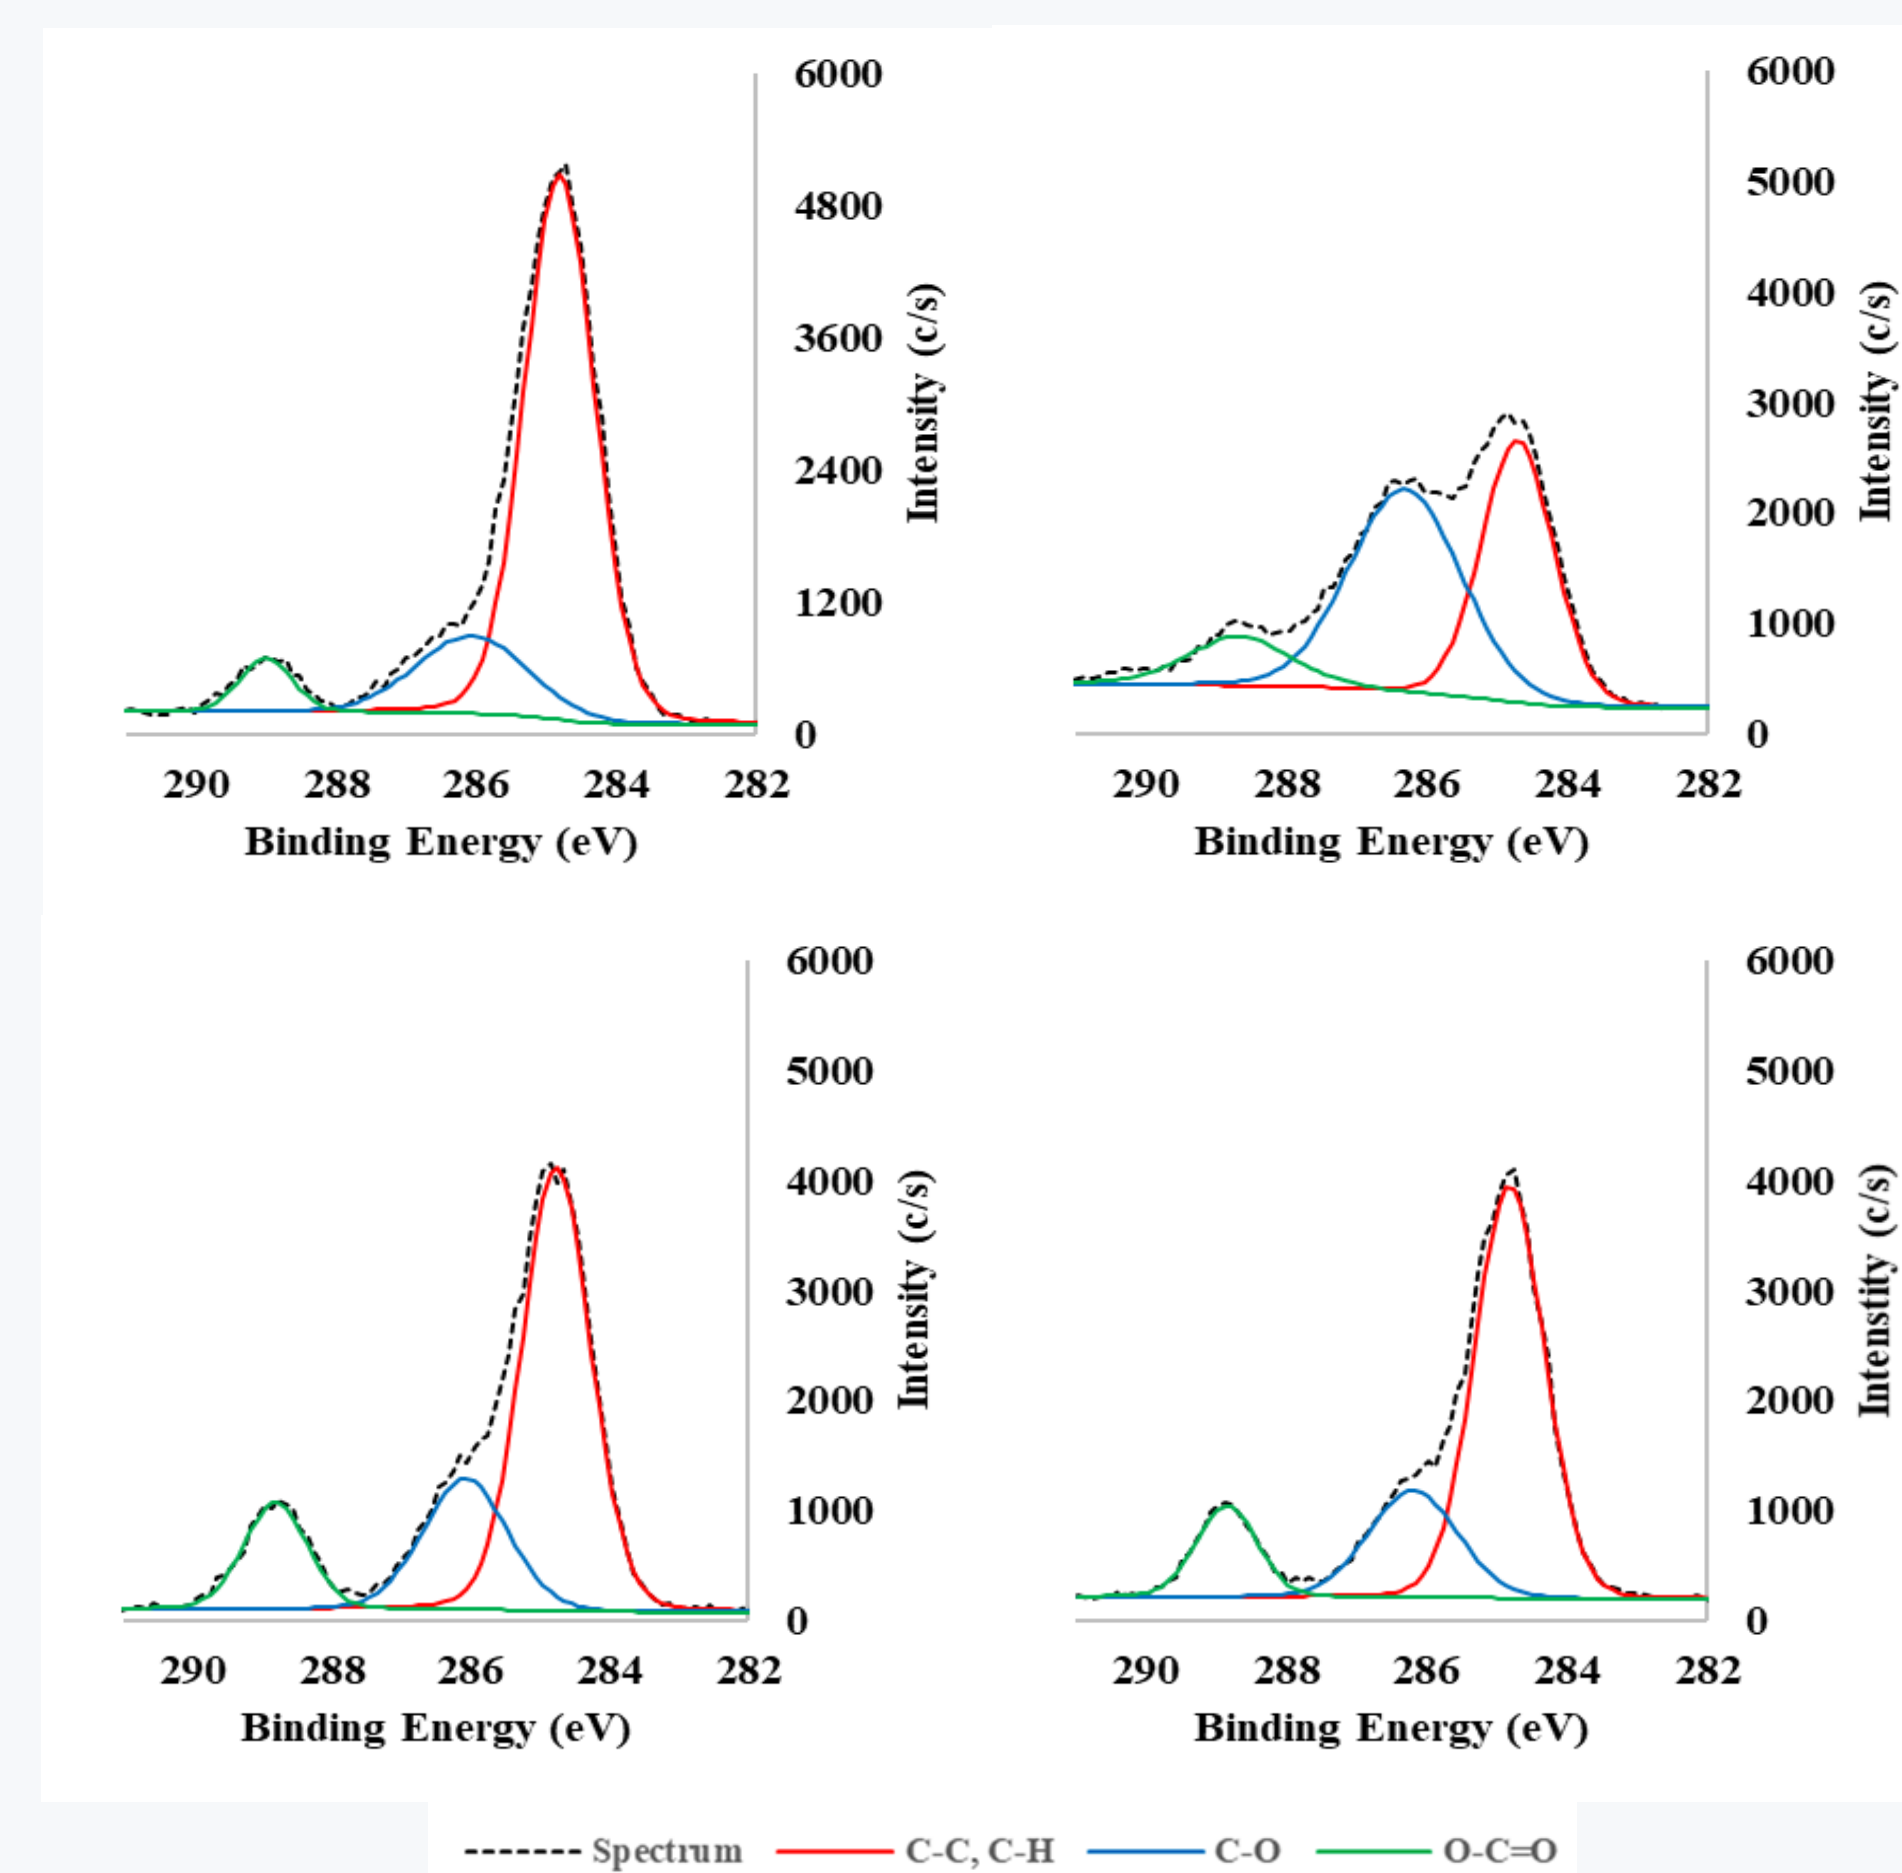 6000
4800
3600
2400
1200
0
Intensity (c/s)
290 288 286 284 282
Binding Energy (eV)
6000
5000
4000
3000
2000
1000
0
Intensity (c/s)
290 288 286 284 282
Binding Energy (eV)
6000
5000
4000
3000
2000
1000
0
Intensity (c/s)
290 288 286 284 282
Binding Energy (eV)
6000
5000
4000
3000
2000
1000
0
Intenstity (c/s)
290 288 286 284 282
Binding Energy (eV)
Spectrum C-C, C-H C-O O-C=O